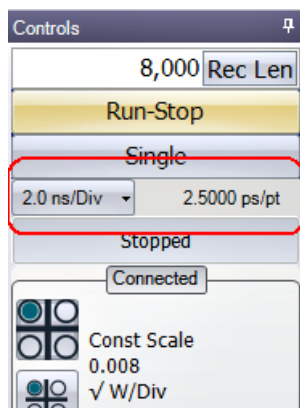 Controls
8,000 Rec Len
Run-Stop
Single
2.0 ns/Div 2.5000 ps/pt
Stopped
Connected
Const Scale
0.008
√ W/Div